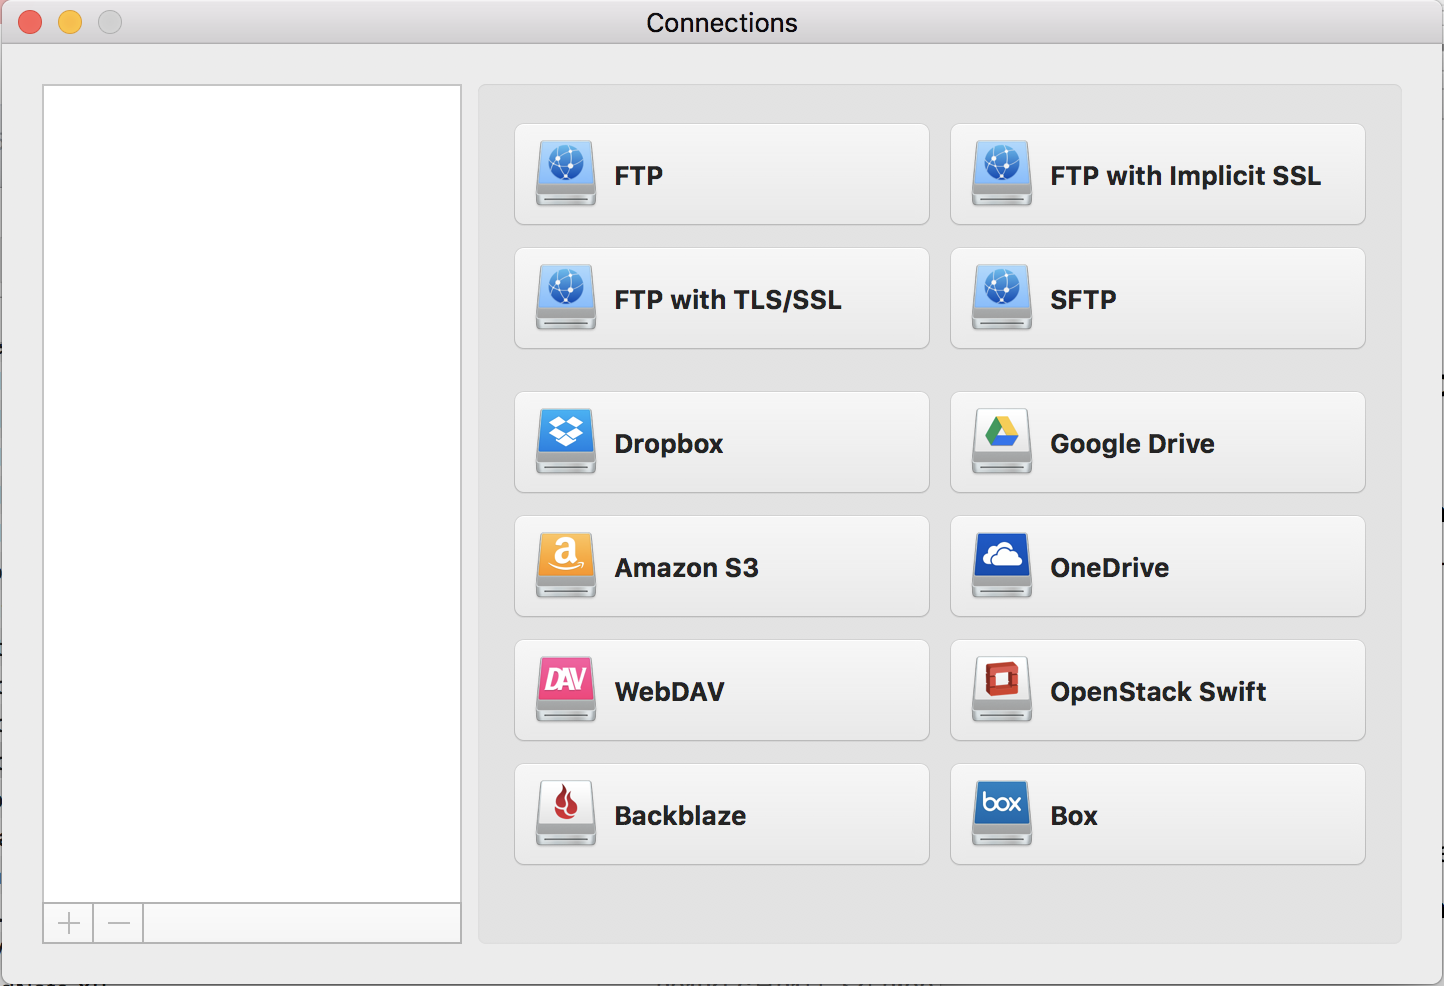 Connections
FTP
FTP with Implicit SSL
FTP with TLS/SSL
SFTP
Dropbox
Google Drive
a
Amazon S3
OneDrive
DAV
WebDAV
OpenStack Swift
Backblaze
box
Box